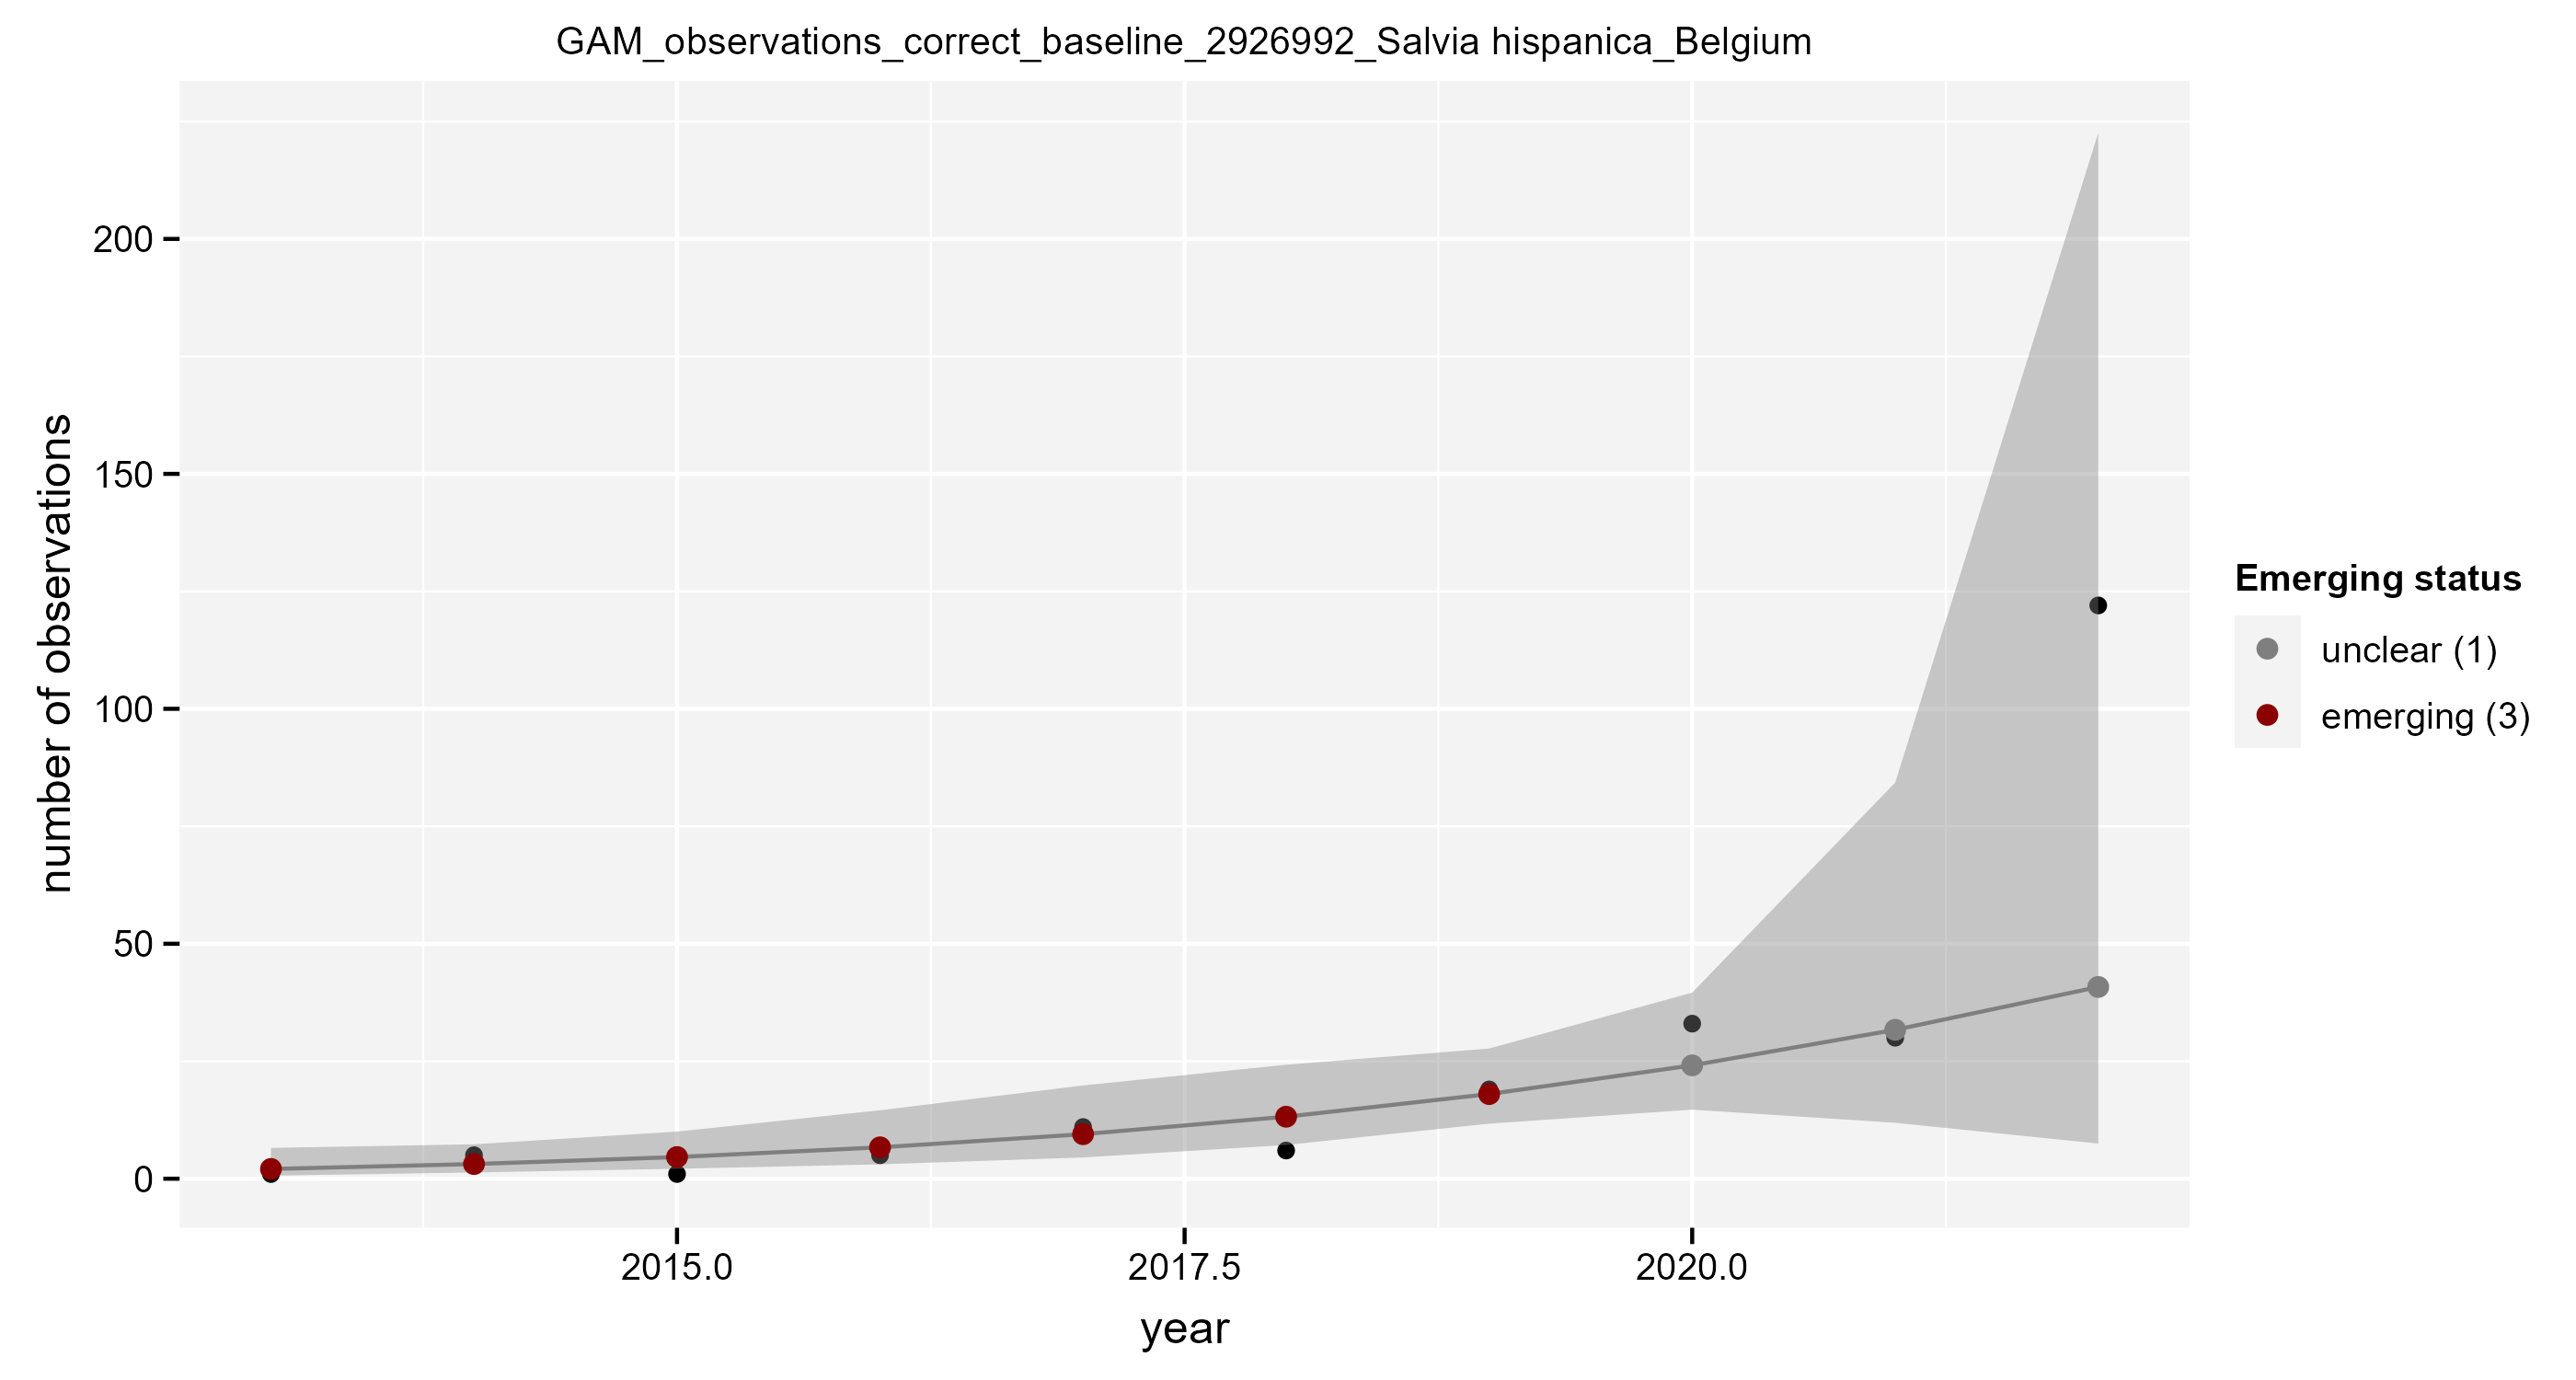 GAM_observations_correct_baseline_2926992_Salvia hispanica_Belgium
number of observations
200
150
100
50
0
2015.0
2017.5
2020.0
year
Emerging status
unclear (1)
emerging (3)